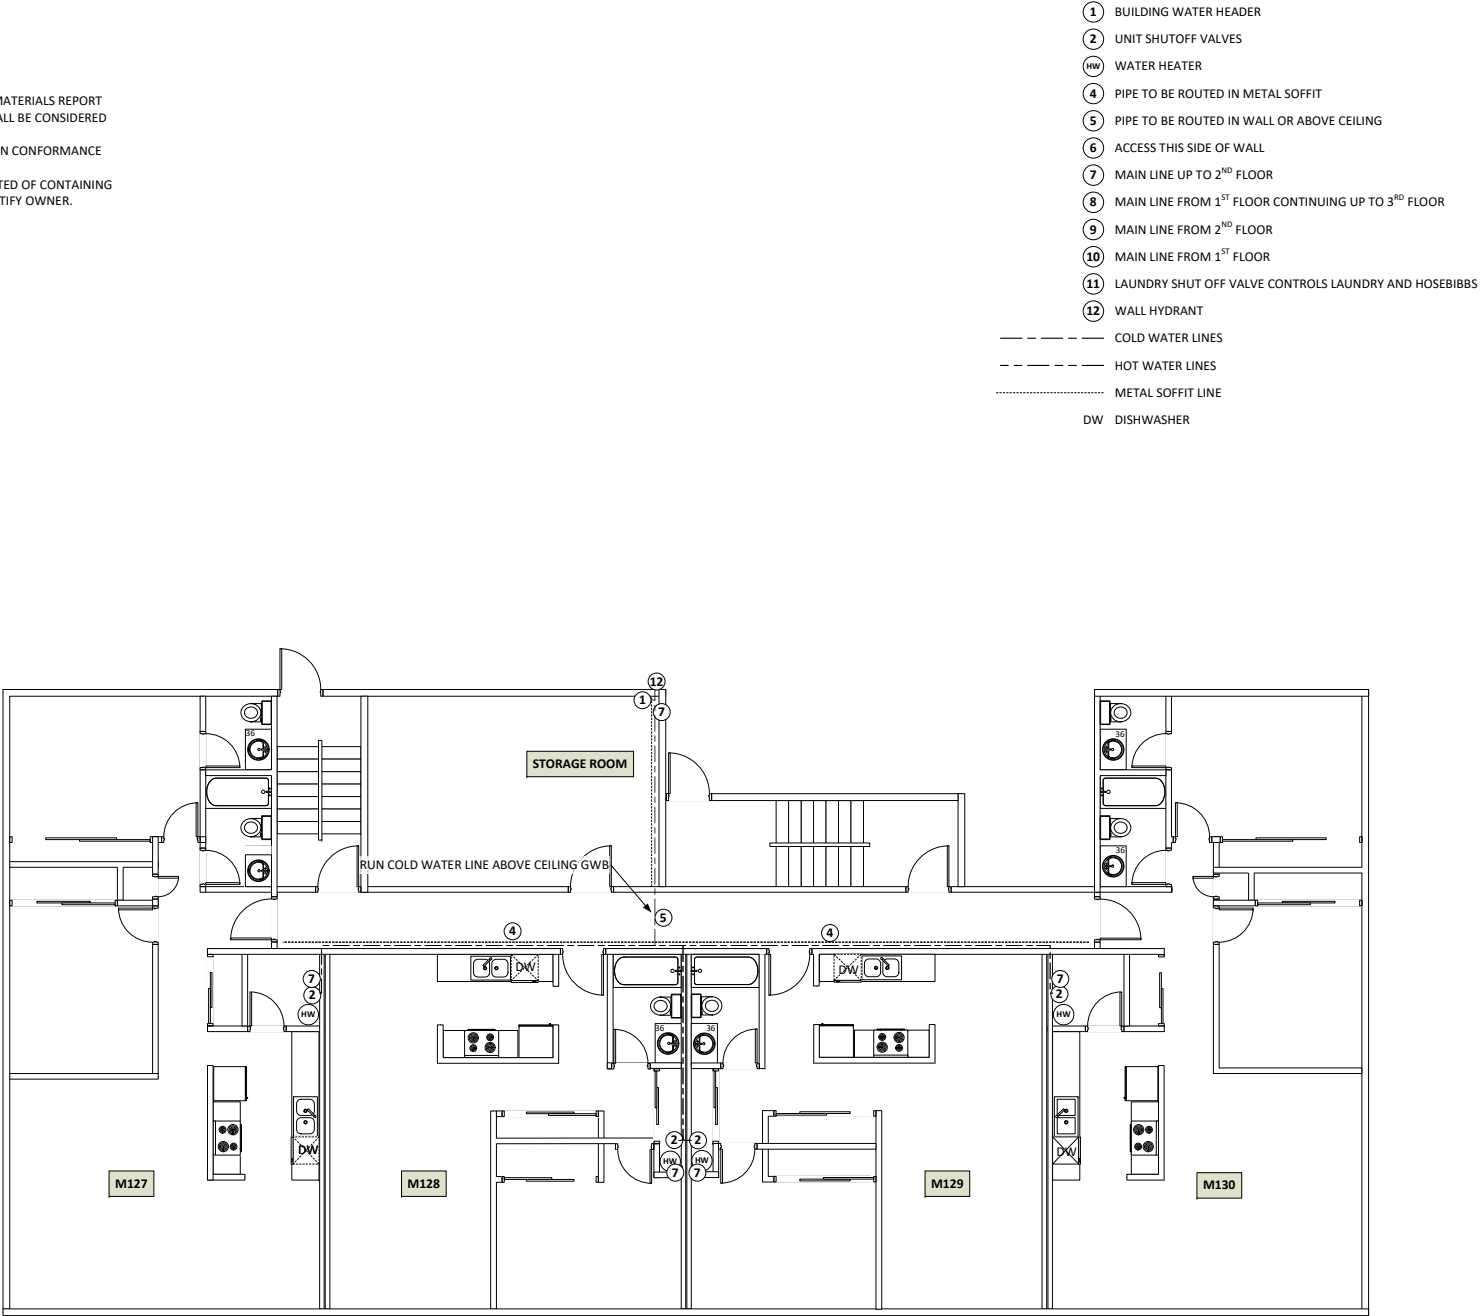 MATERIALS REPORT
ALL BE CONSIDERED
N CONFORMANCE
TED OF CONTAINING
TIFY OWNER.
1 BUILDING WATER HEADER
2 UNIT SHUTOFF VALVES
HW WATER HEATER
4 PIPE TO BE ROUTED IN METAL SOFFIT
5 PIPE TO BE ROUTED IN WALL OR ABOVE CEILING
6 ACCESS THIS SIDE OF WALL
7 MAIN LINE UP TO 2ND FLOOR
8 MAIN LINE FROM 1ST FLOOR CONTINUING UP TO 3RD FLOOR
9 MAIN LINE FROM 2ND FLOOR
10 MAIN LINE FROM 1ST FLOOR
11 LAUNDRY SHUT OFF VALVE CONTROLS LAUNDRY AND HOSEBIBBS
12 WALL HYDRANT
COLD WATER LINES
HOT WATER LINES
METAL SOFFIT LINE
DW DISHWASHER
12
1
7
36
36
STORAGE ROOM
36
RUN COLD WATER LINE ABOVE CEILING GWB
5
4
4
DW
DW
7
2
HW
7
2
HW
36
36
2
2
HW
HW
7
7
DW
DW
M127
M128
M129
M130